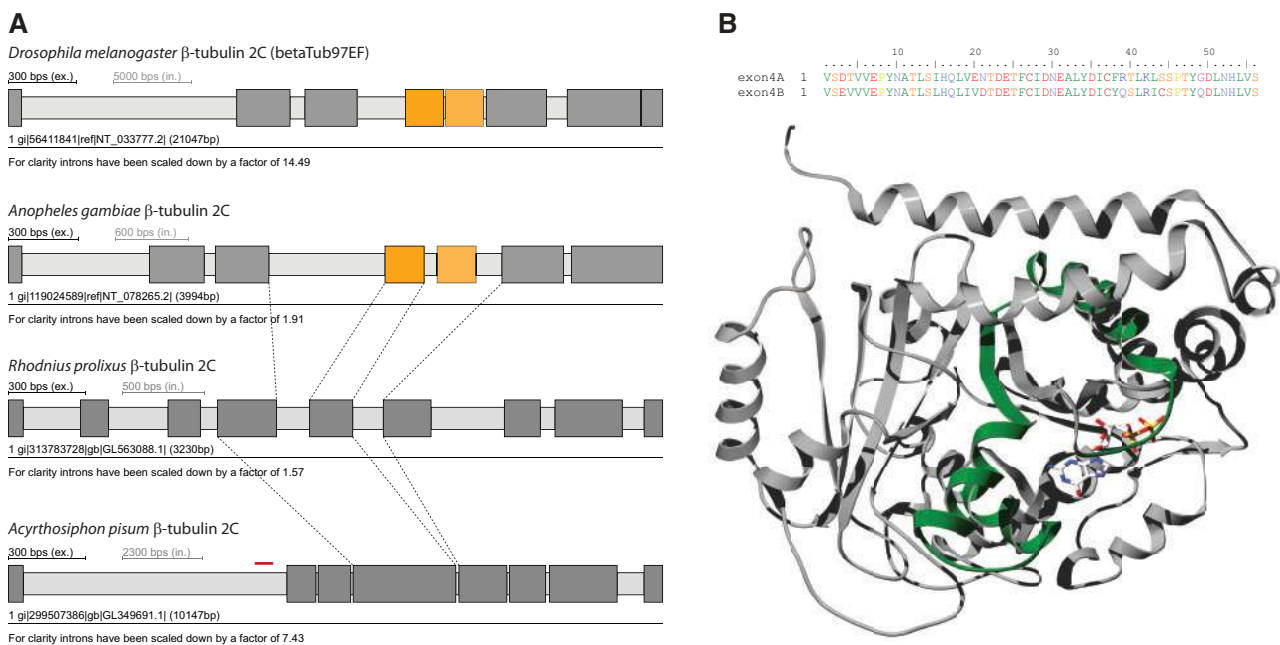 A
Drosophila melanogaster β-tubulin 2C (betaTub97EF)
300 bps (ex.) 5000 bps (in.)
1 gi|56411841|ref|NT_033777.2| (21047bp)
For clarity introns have been scaled down by a factor of 14.49
Anopheles gambiae β-tubulin 2C
300 bps (ex.) 600 bps (in.)
1 gi|119024589|ref|NT_078265.2| (3994bp)
For clarity introns have been scaled down by a factor of 1.91
Rhodnius prolixus β-tubulin 2C
300 bps (ex.) 500 bps (in.)
1 gi|313783728|gb|GL563088.1| (3230bp)
For clarity introns have been scaled down by a factor of 1.57
Acyrthosiphon pisum β-tubulin 2C
300 bps (ex.) 2300 bps (in.)
1 gi|299507386|gb|GL349691.1| (10147bp)
For clarity introns have been scaled down by a factor of 7.43
B
10 20 30 40 50
exon4A 1 VSDTVVEPYNATLSIHQLVENTDETFCIDNEALYDICFRTLKLSSPTYGDLNHLVS
exon4B 1 VSEVVVEPYNATLSLHQLIVDTDETFCIDNEALYDICYQSLRICSPTYQDLNHLVS